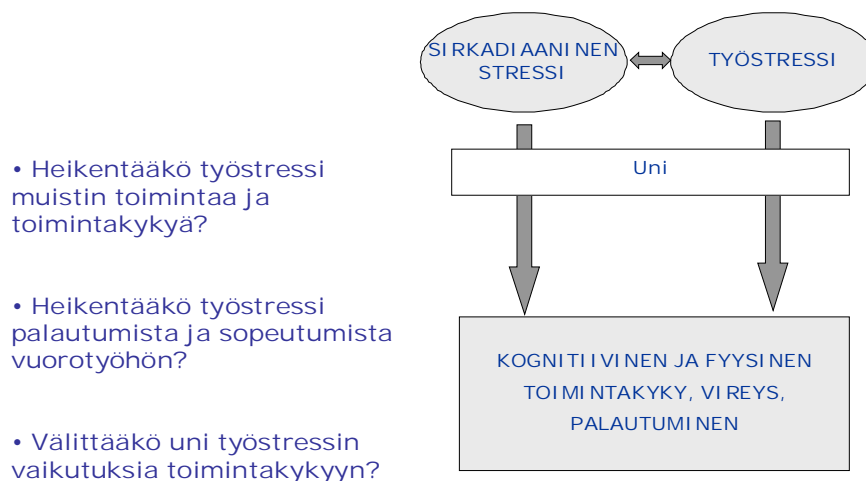 • Heikentääkö työstressi
muistin toimintaa ja
toimintakykyä?
• Heikentääkö työstressi
palautumista ja sopeutumista
vuorotyöhön?
• Välittääkö uni työstressin
vaikutuksia toimintakykyyn?
SIRKADIAANINEN
STRESSI
TYÖSTRESSI
Uni
KOGNITIIVINEN JA FYYSINEN
TOIMINTAKYKY, VIREYS,
PALAUTUMINEN